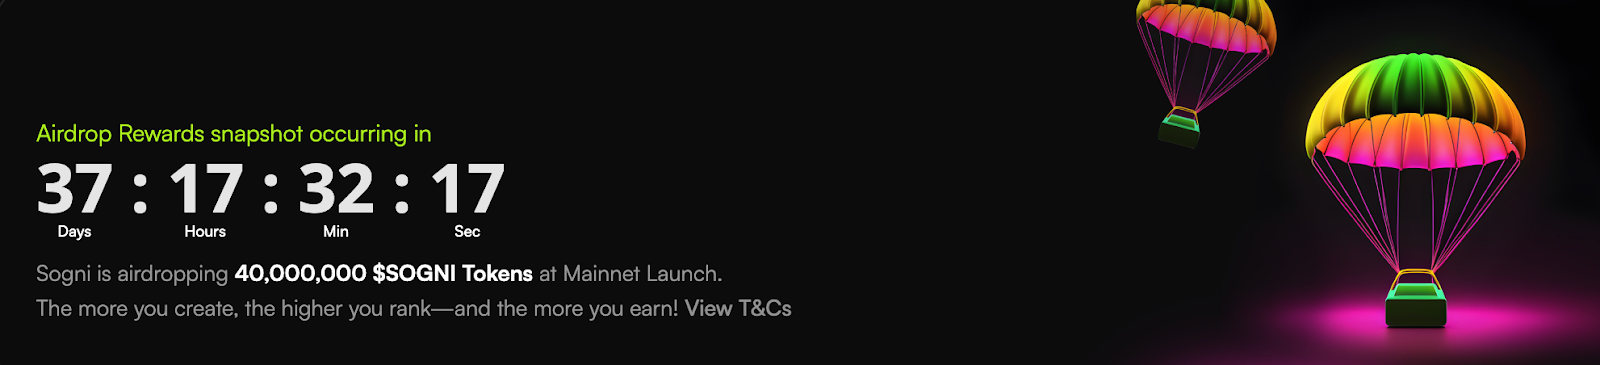 Airdrop Rewards snapshot occurring in
37 : 17 : 32 : 17
Days Hours Min Sec
Sogni is airdropping 40,000,000 $SOGNI Tokens at Mainnet Launch.
The more you create, the higher you rank—and the more you earn! View T&Cs